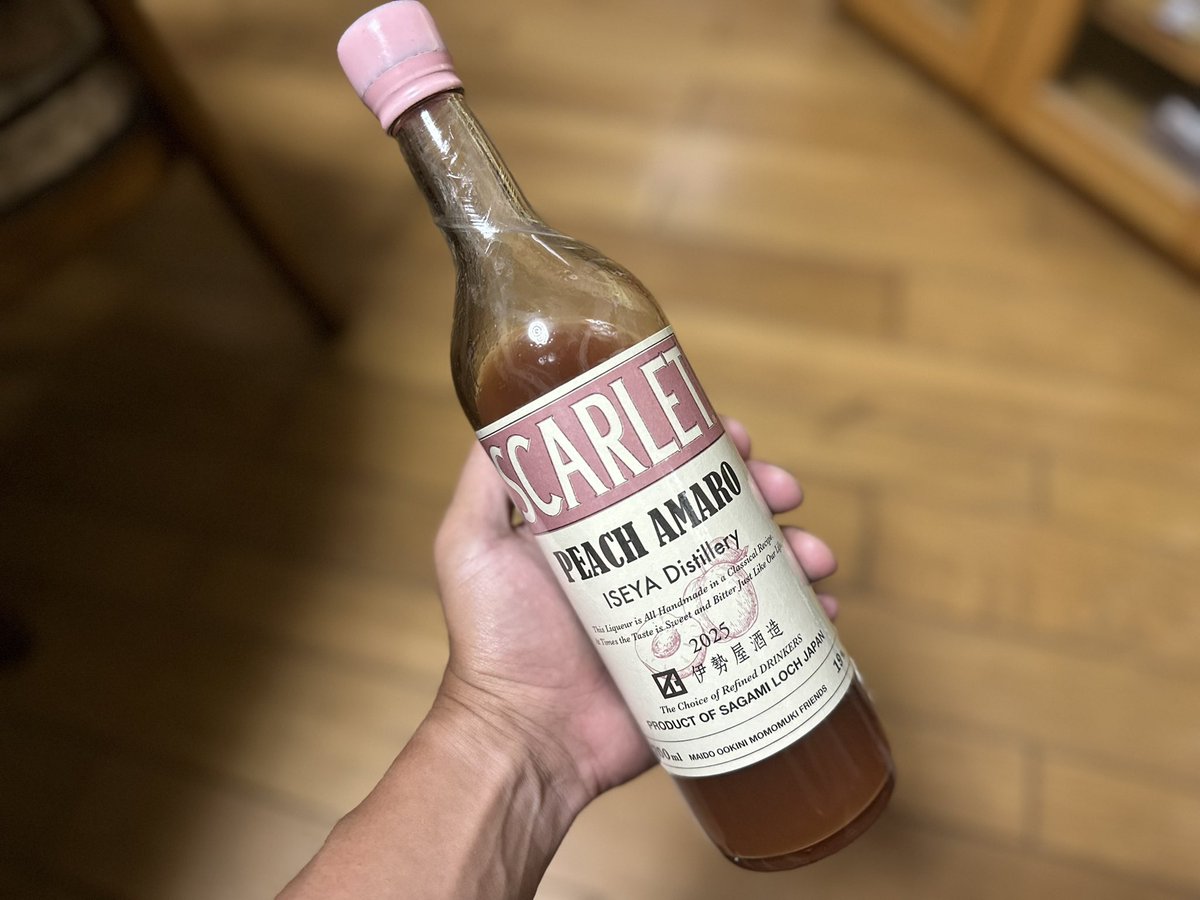 SCARLET
PEACH AMARO
ISEYA Distillery
This Liqueur is All Handmade in a Classical Recipe.
At Times the Taste is Sweet and Bitter Just Like Our
2025
伊勢屋酒造
The Choice of Refined DRINKERS
PRODUCT OF SAGAMI LOCH JAPAN
ml MAIDO OOKINI MOMOMUKI FRIENDS